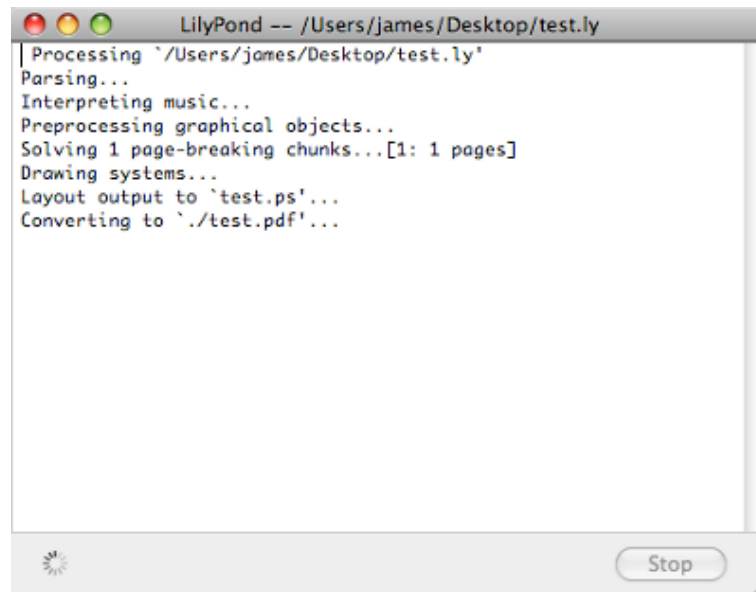 LilyPond -- /Users/james/Desktop/test.ly
Processing `/Users/james/Desktop/test.ly'
Parsing...
Interpreting music...
Preprocessing graphical objects...
Solving 1 page-breaking chunks...[1: 1 pages]
Drawing systems...
Layout output to `test.ps'...
Converting to `./test.pdf'...
Stop